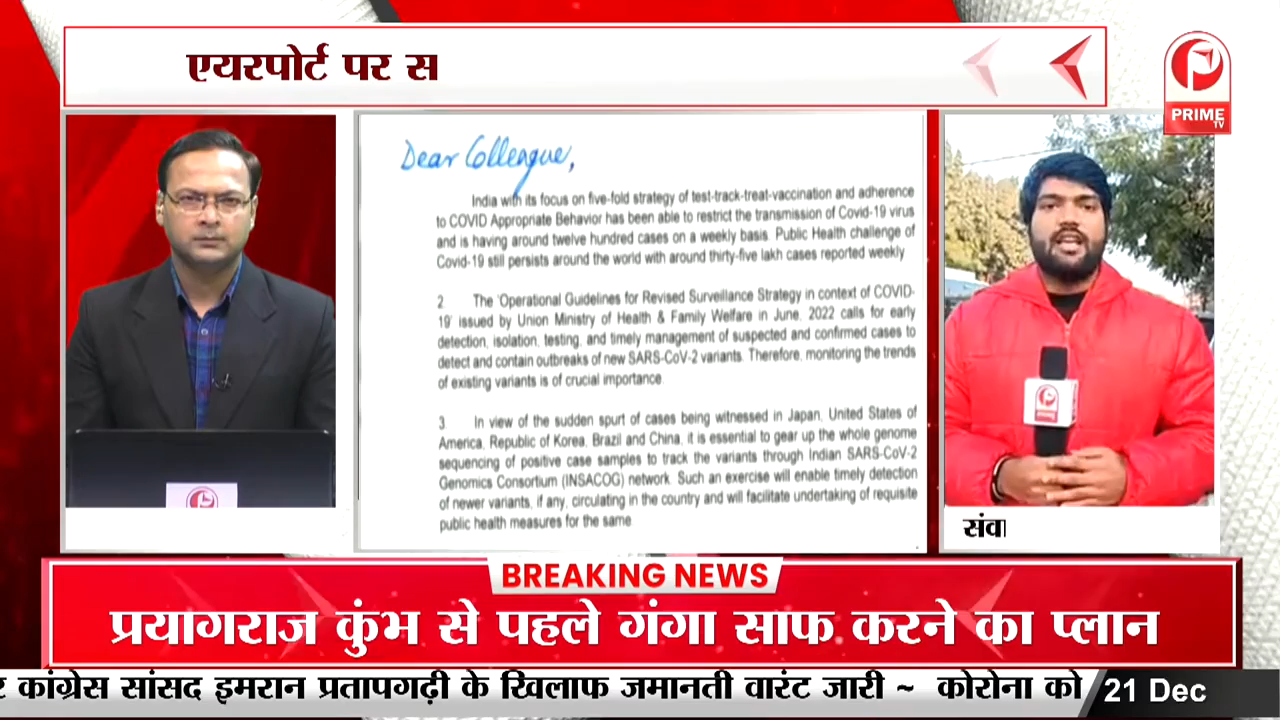 एयरपोर्ट पर स
PRIME
TV
Dear Colleague,
India with its focus on five-fold strategy of test-track-treat-vaccination and adherence
to COVID Appropriate Behavior has been able to restrict the transmission of Covid-19 virus
and is having around twelve hundred cases on a weekly basis. Public Health challenge of
Covid-19 still persists around the world with around thirty-five lakh cases reported weekly
2 The 'Operational Guidelines for Revised Surveillance Strategy in context of COVID-
19' issued by Union Ministry of Health & Family Welfare in June, 2022 calls for early
detection, isolation, testing, and timely management of suspected and confirmed cases to
detect and contain outbreaks of new SARS-CoV-2 variants. Therefore, monitoring the trends
of existing variants is of crucial importance.
3 In view of the sudden spurt of cases being witnessed in Japan, United States of
America, Republic of Korea, Brazil and China, it is essential to gear up the whole genome
sequencing of positive case samples to track the variants through Indian SARS-CoV-2
Genomics Consortium (INSACOG) network. Such an exercise will enable timely detection
of newer variants, if any, circulating in the country and will facilitate undertaking of requisite
public health measures for the same
संवा
BREAKING NEWS
प्रयागराज कुंभ से पहले गंगा साफ करने का प्लान
र कांग्रेस सांसद इमरान प्रतापगढ़ी के खिलाफ जमानती वारंट जारी ~ कोरोना को
21 Dec